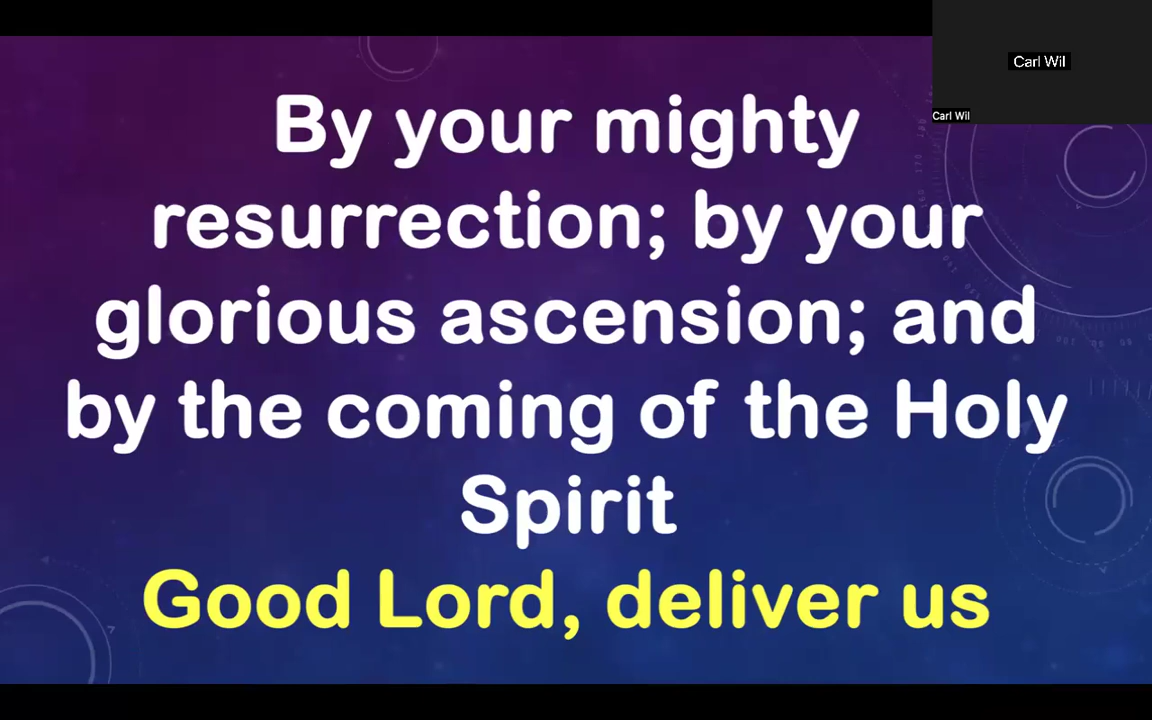 Carl Wil
Carl Wil
By your mighty
resurrection; by your
glorious ascension; and
by the coming of the Holy
Spirit
Good Lord, deliver us